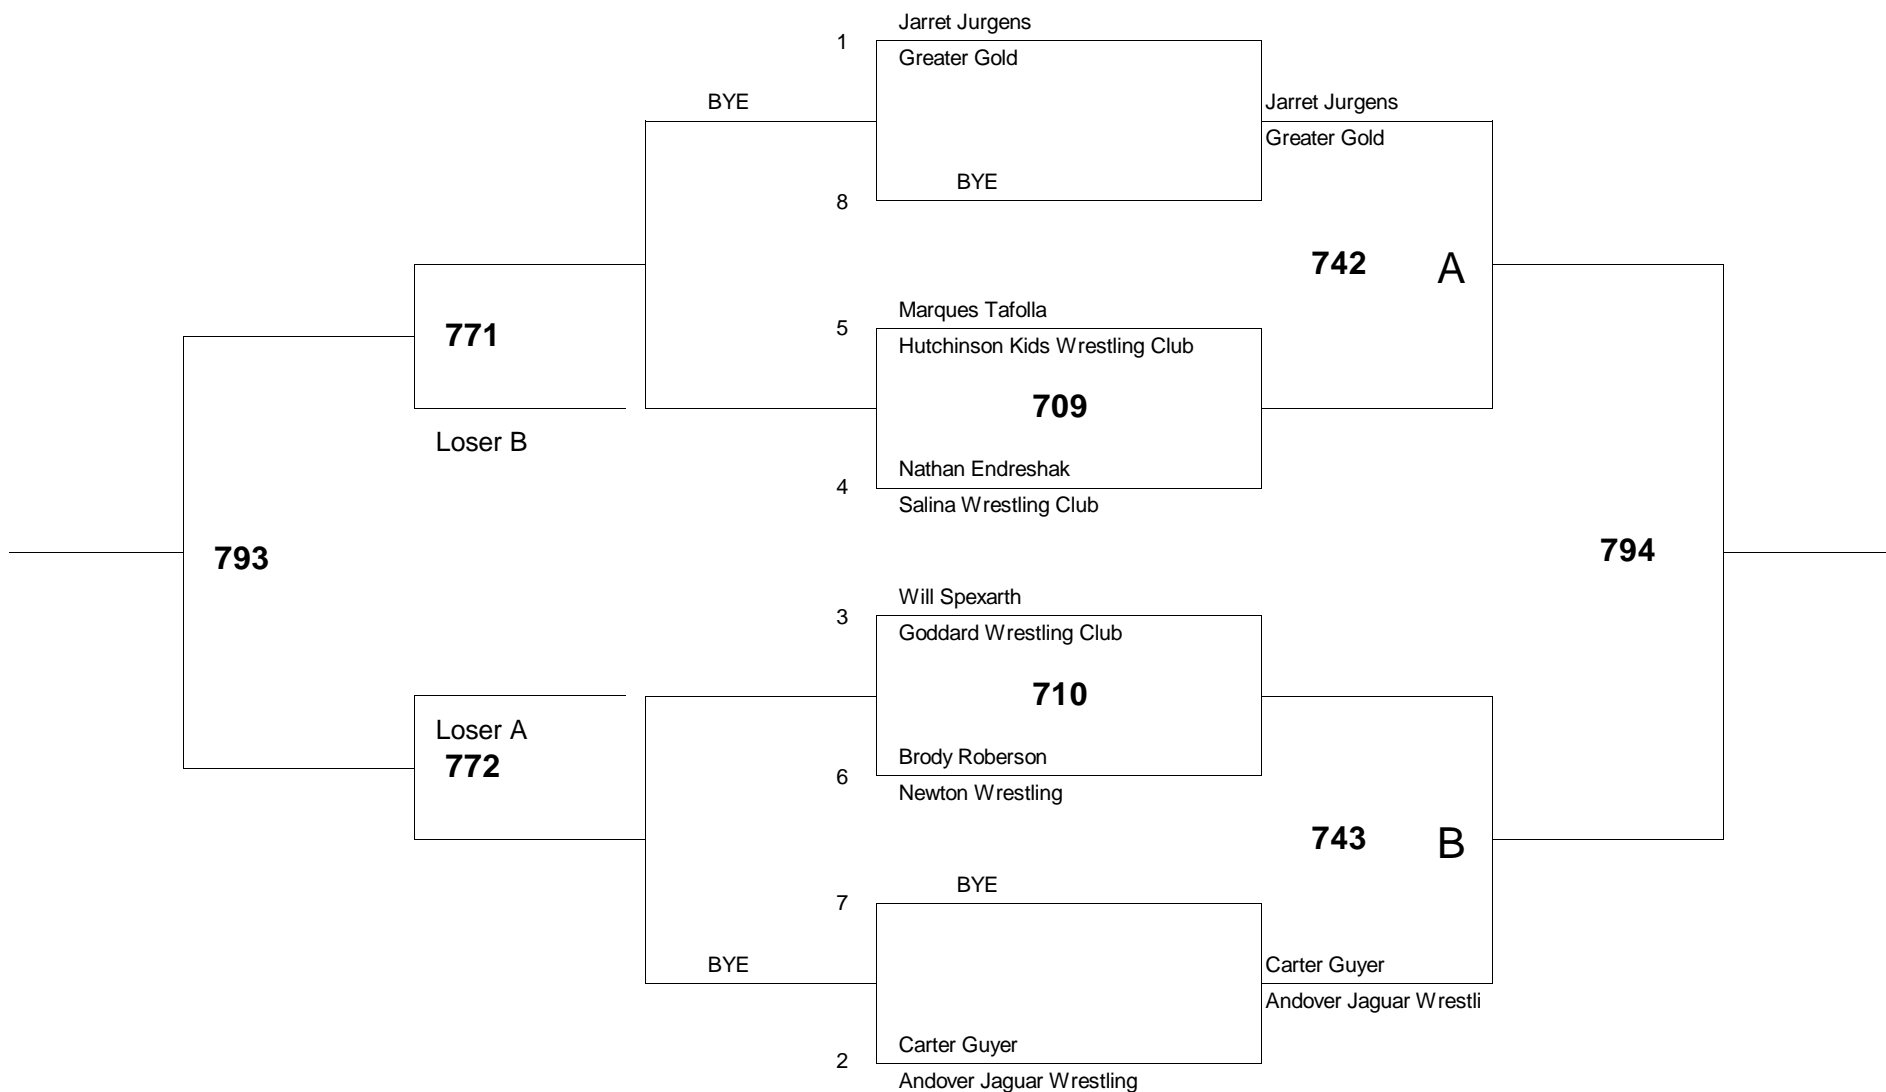 Jarret Jurgens
1
Greater Gold
BYE
Jarret Jurgens
Greater Gold
BYE
8
742
A
Marques Tafolla
5
771
Hutchinson Kids Wrestling Club
709
Loser B
Nathan Endreshak
4
Salina Wrestling Club
793
794
Will Spexarth
3
Goddard Wrestling Club
710
Loser A
772
Brody Roberson
6
Newton Wrestling
743
B
BYE
7
BYE
Carter Guyer
Andover Jaguar Wrestli
Carter Guyer
2
Andover Jaguar Wrestling